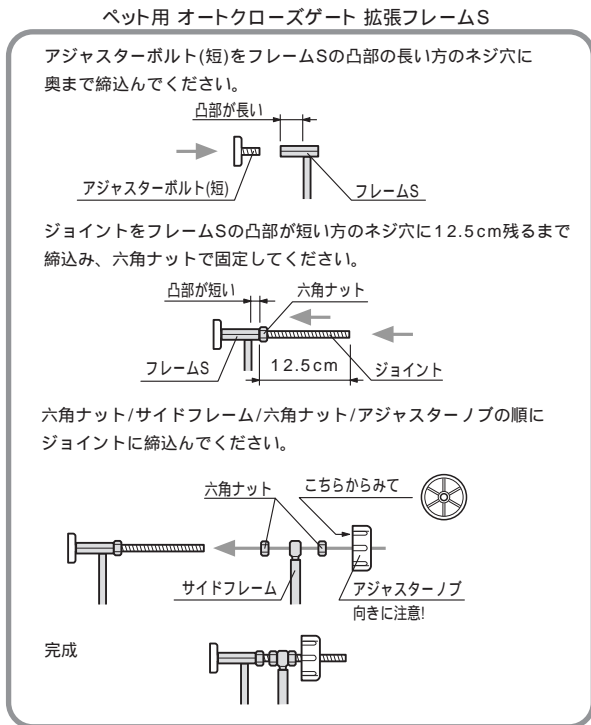 ペット用 オートクローズゲート 拡張フレームS
アジャスターボルト(短)をフレームSの凸部の長い方のネジ穴に
奥まで締込んでください。
凸部が長い
アジャスターボルト(短)
フレームS
ジョイントをフレームSの凸部が短い方のネジ穴に12.5cm残るまで
締込み、六角ナットで固定してください。
凸部が短い
六角ナット
フレームS
12.5cm
ジョイント
六角ナット/サイドフレーム/六角ナット/アジャスターノブの順に
ジョイントに締込んでください。
六角ナット
こちらからみて
サイドフレーム
アジャスターノブ
向きに注意!
完成